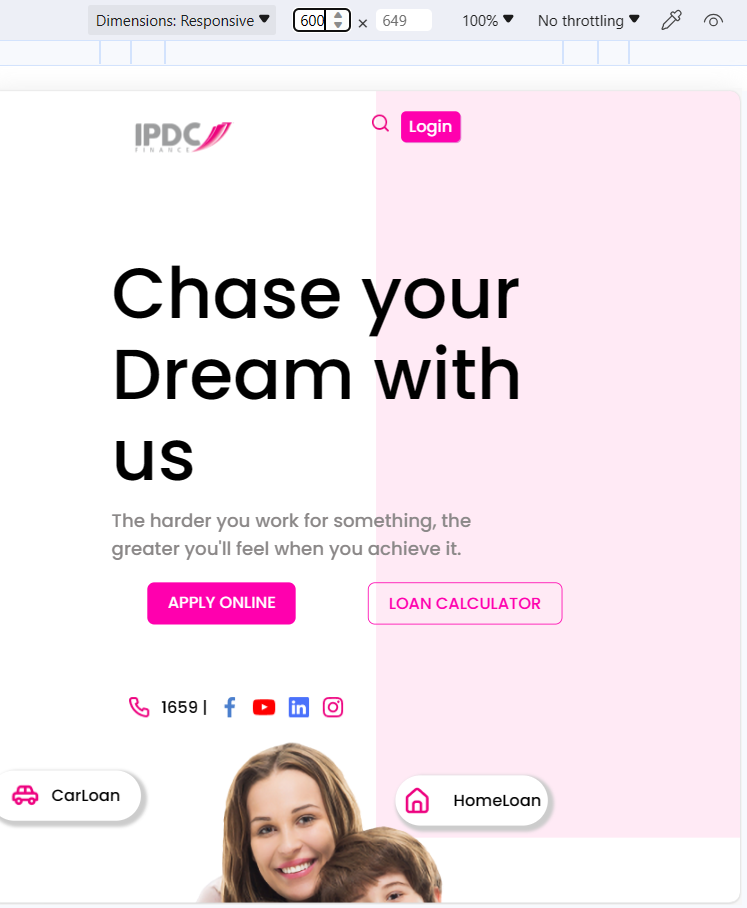 Dimensions: Responsive 600 × 649 100% No throttling
IPDC Login
FINANCE
Chase your
Dream with
us
The harder you work for something, the
greater you'll feel when you achieve it.
APPLY ONLINE LOAN CALCULATOR
1659 | f in
CarLoan HomeLoan